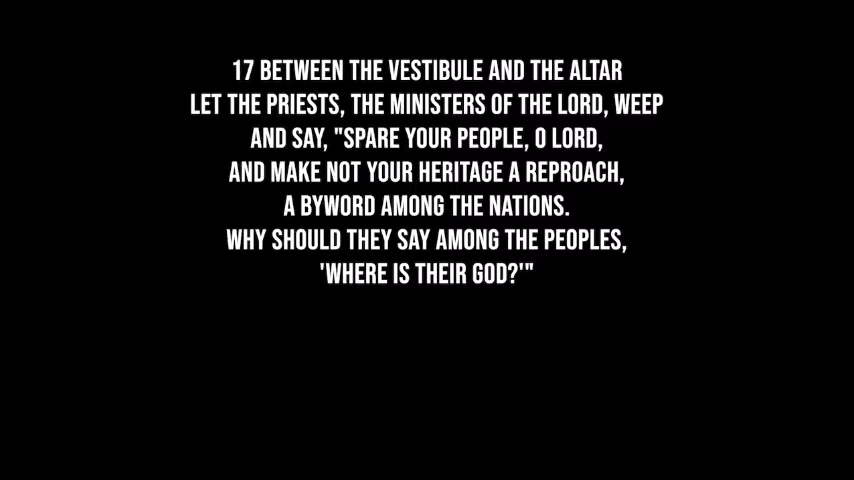 17 BETWEEN THE VESTIBULE AND THE ALTAR
LET THE PRIESTS, THE MINISTERS OF THE LORD, WEEP
AND SAY, "SPARE YOUR PEOPLE, O LORD,
AND MAKE NOT YOUR HERITAGE A REPROACH,
A BYWORD AMONG THE NATIONS.
WHY SHOULD THEY SAY AMONG THE PEOPLES,
'WHERE IS THEIR GOD?'"